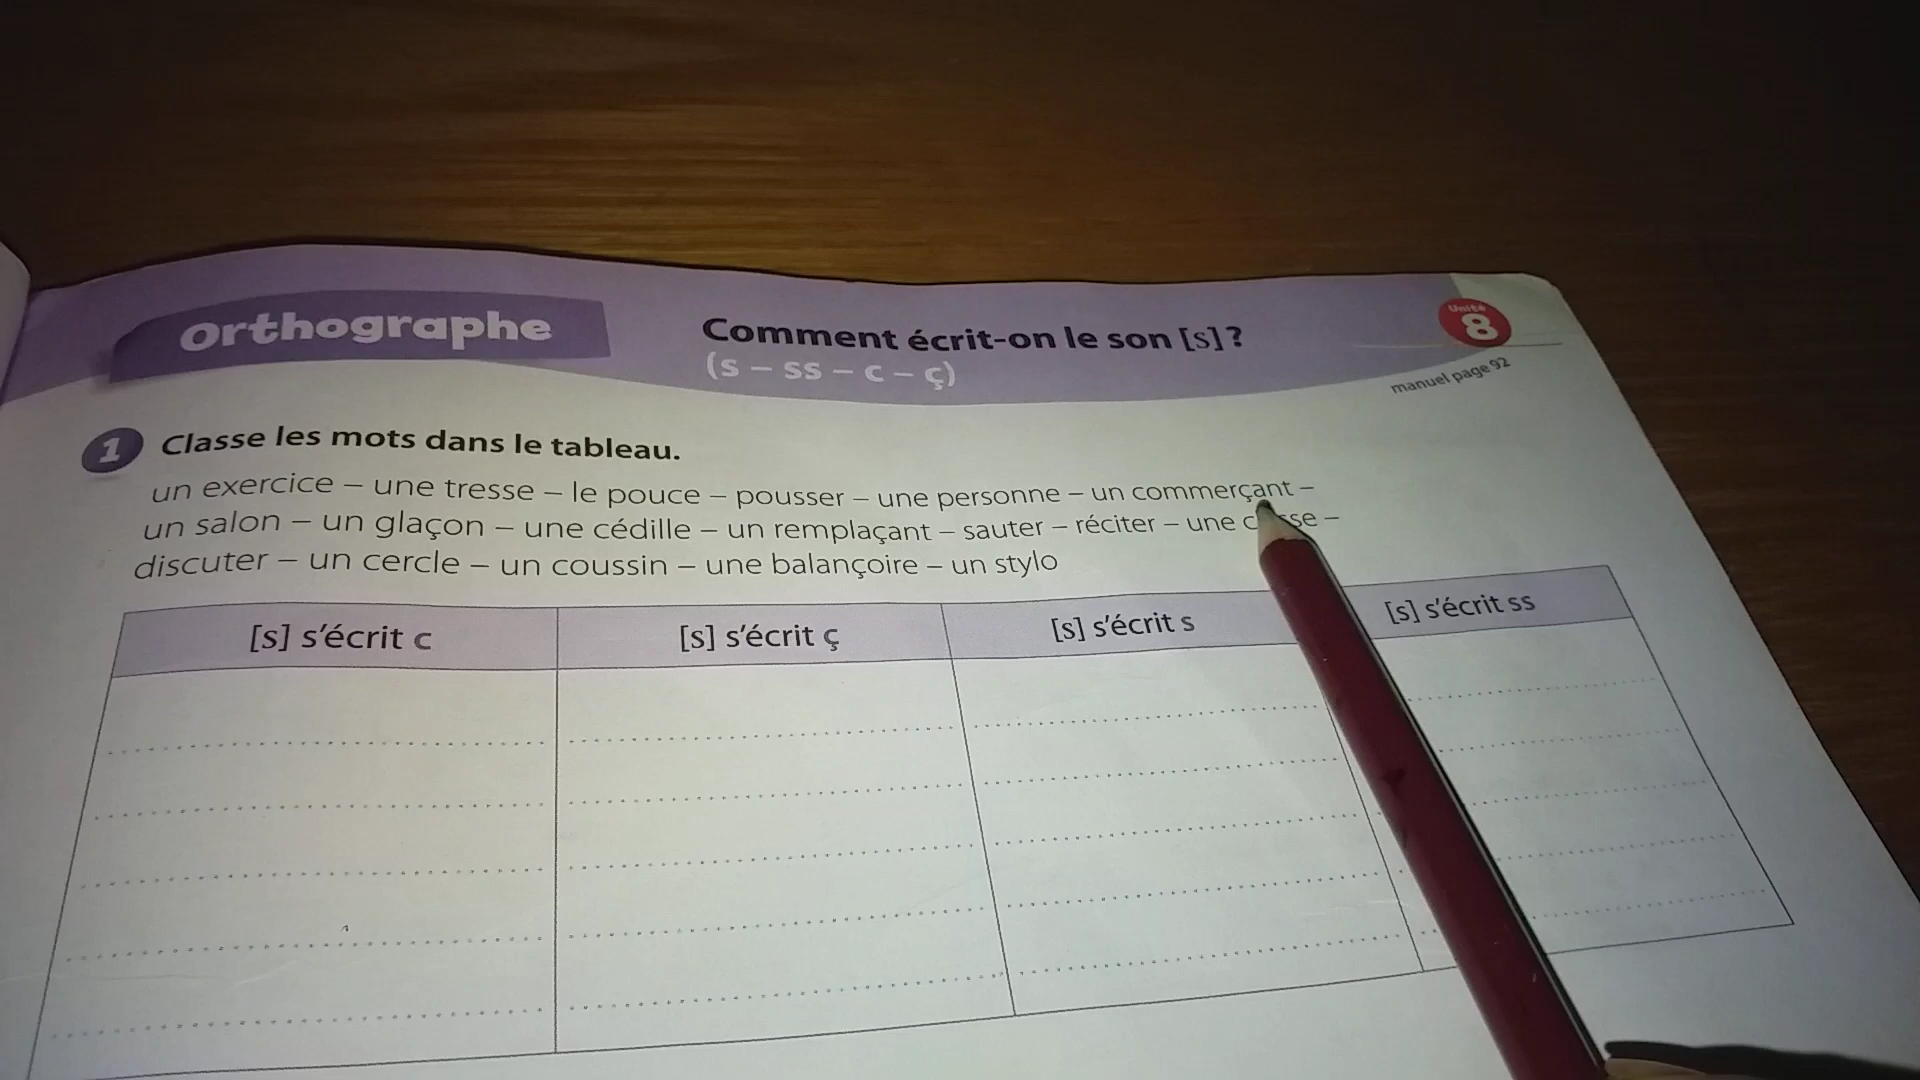 Orthographe
Comment écrit-on le son [s] ?
(s – ss – c – ç)
Unité
8
manuel page 92
1 Classe les mots dans le tableau.
un exercice – une tresse – le pouce – pousser – une personne – un commerçant –
un salon – un glaçon – une cédille – un remplaçant – sauter – réciter – une –
discuter – un cercle – un coussin – une balançoire – un stylo
[s] s'écrit c
[s] s'écrit ç
[s] s'écrit s
[s] s'écrit ss